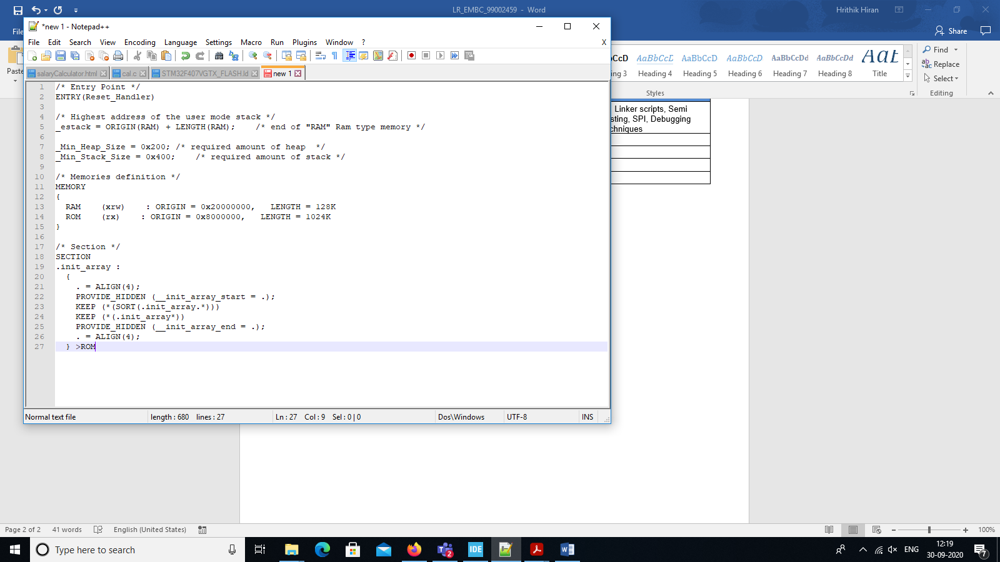 LR_EMBC_99002459 - Word
Hrithik Hiran
File
Share
Paste
*new 1 - Notepad++
File Edit Search View Encoding Language Settings Macro Run Plugins Window ?
X
salaryCalculator.html cal.c STM32F407VGTX_FLASH.ld new 1
1 /* Entry Point */
2 ENTRY(Reset_Handler)
3
4 /* Highest address of the user mode stack */
5 _estack = ORIGIN(RAM) + LENGTH(RAM); /* end of "RAM" Ram type memory */
6
7 _Min_Heap_Size = 0x200; /* required amount of heap */
8 _Min_Stack_Size = 0x400; /* required amount of stack */
9
10 /* Memories definition */
11 MEMORY
12 {
13 RAM (xrw) : ORIGIN = 0x20000000, LENGTH = 128K
14 ROM (rx) : ORIGIN = 0x8000000, LENGTH = 1024K
15 }
16
17 /* Section */
18 SECTION
19 .init_array :
20 {
21 . = ALIGN(4);
22 PROVIDE_HIDDEN (__init_array_start = .);
23 KEEP (*(SORT(.init_array.*)))
24 KEEP (*(.init_array*))
25 PROVIDE_HIDDEN (__init_array_end = .);
26 . = ALIGN(4);
27 } >ROM
Normal text file length : 680 lines : 27 Ln : 27 Col : 9 Sel : 0 | 0 Dos\Windows UTF-8 INS
CcD AaBbCcD AaBbCcD AaBbCcD AaBbCcDd AaBbCcDd AaB
ng 3 Heading 4 Heading 5 Heading 6 Heading 7 Heading 8 Title
Styles
Find
Replace
Select
Editing
Linker scripts, Semi
sting, SPI, Debugging
chniques
Page 2 of 2 41 words English (United States) 100%
Type here to search
IDE
2
ENG
12:19
30-09-2020
7